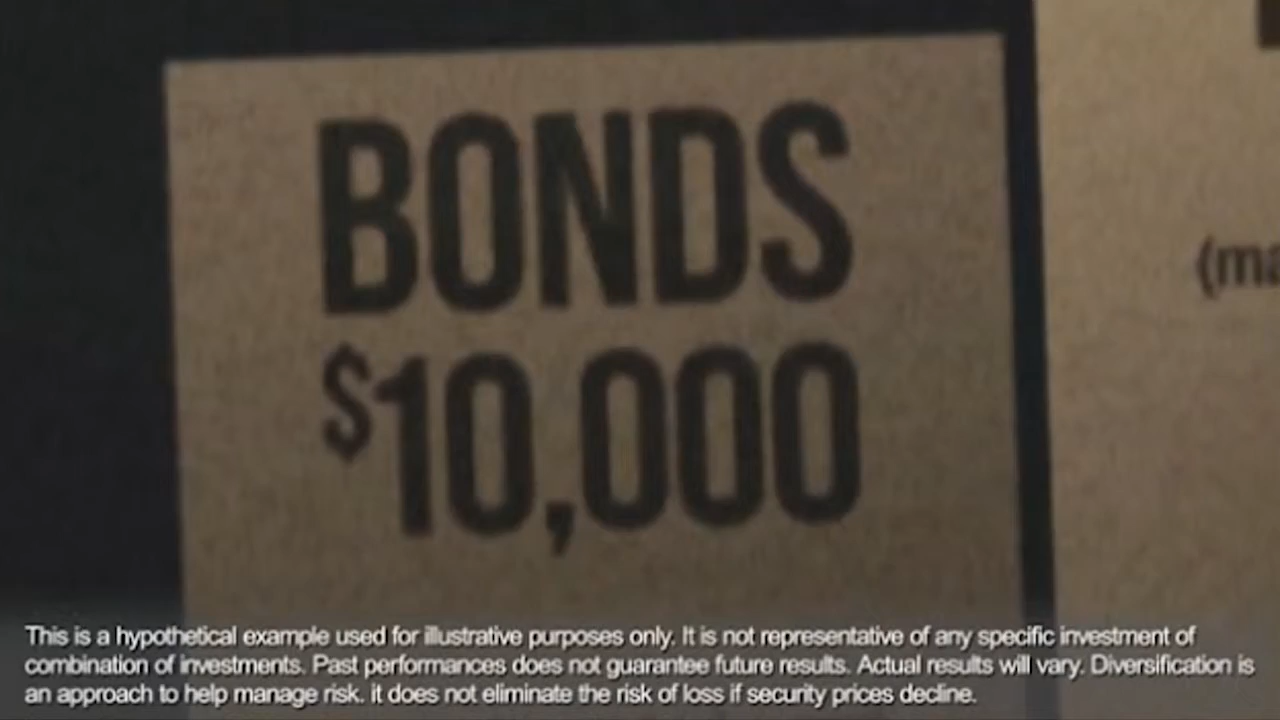 BONDS
$10,000
(ma
This is a hypothetical example used for illustrative purposes only. It is not representative of any specific investment of
combination of investments. Past performances does not guarantee future results. Actual results will vary. Diversification is
an approach to help manage risk. it does not eliminate the risk of loss if security prices decline.